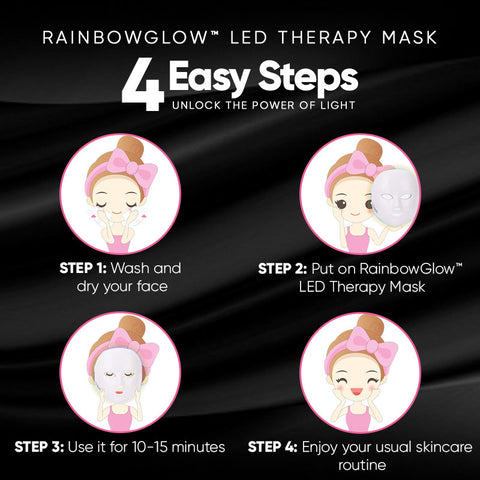 RAINBOWGLOW™ LED THERAPY MASK
4 Easy Steps
UNLOCK THE POWER OF LIGHT
STEP 1: Wash and
dry your face
STEP 2: Put on RainbowGlow™
LED Therapy Mask
STEP 3: Use it for 10-15 minutes
STEP 4: Enjoy your usual skincare
routine